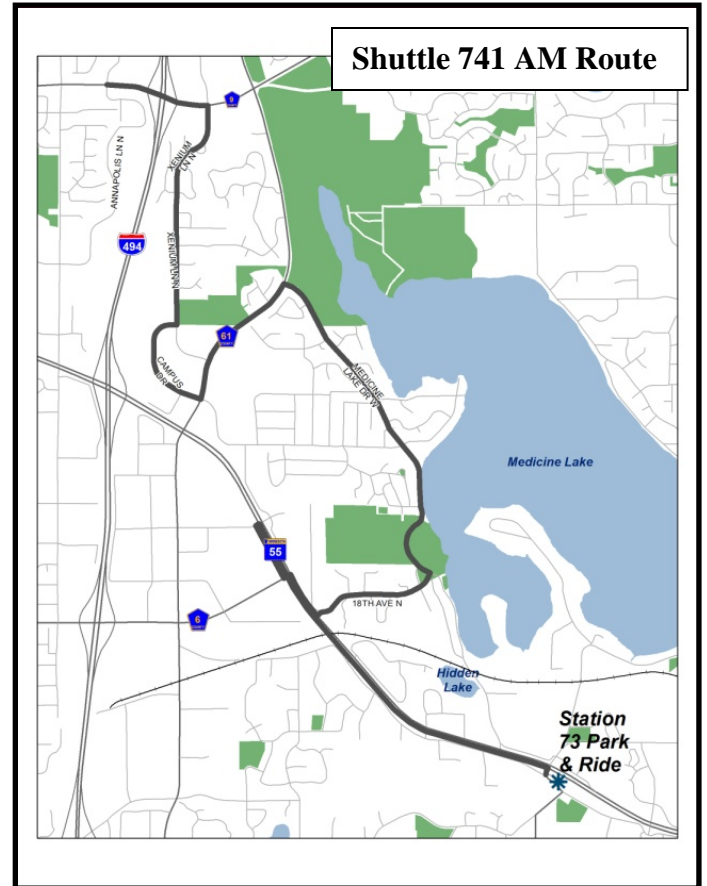 Shuttle 741 AM Route
9
XENIUM
LN N
ANNAPOLIS LN N
494
XENIUM LN N
61
CAMPUS
DR
MEDICINE
LAKE DR W
Medicine Lake
55
18TH AVE N
6
Hidden
Lake
Station
73 Park
& Ride